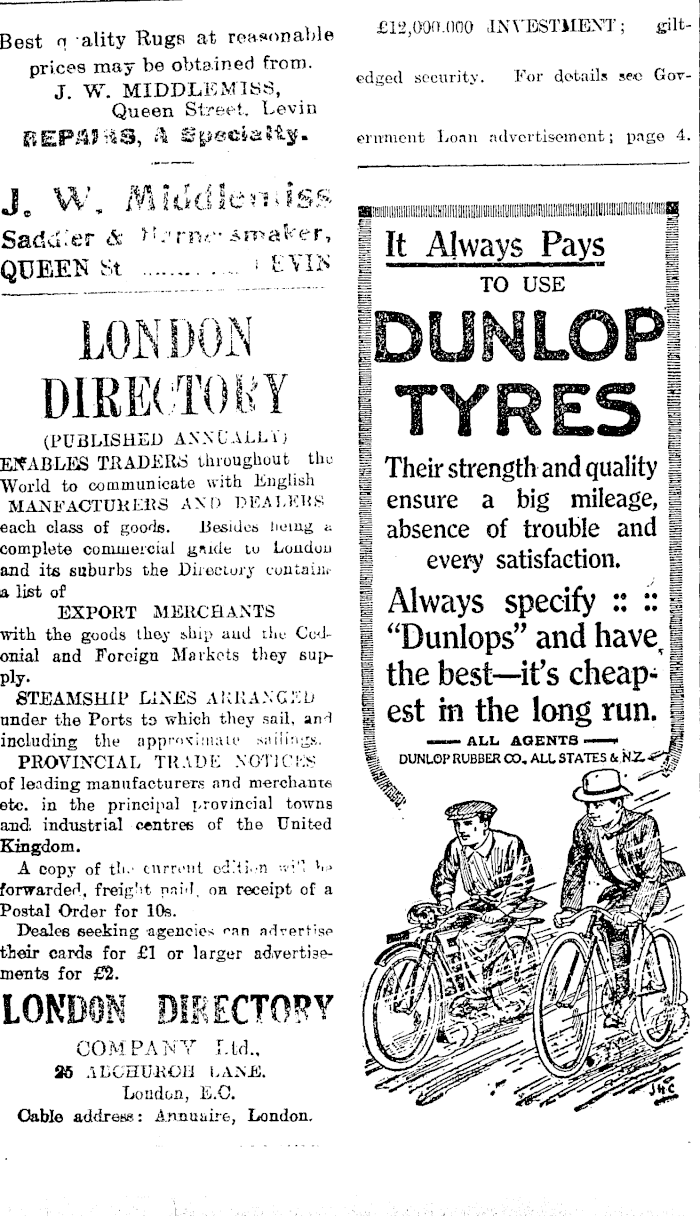 Best quality Rugs at reasonable
prices may be obtained from.
J. W. MIDDLEMISS,
Queen Street. Levin
REPAIRS, A Specialty.
J. W. Middlemiss
Saddler & Harnessmaker,
QUEEN St ........... LEVIN
LONDON
DIRECTORY
(PUBLISHED ANNUALLY)
ENABLES TRADERS throughout the
World to communicate with English
MANFACTURERS AND DEALERS
each class of goods. Besides being a
complete commercial guide to London
and its suburbs the Directory contains
a list of
EXPORT MERCHANTS
with the goods they ship and the Col-
onial and Foreign Markets they sup-
ply.
STEAMSHIP LINES ARRANGED
under the Ports to which they sail, and
including the approximate sailings.
PROVINCIAL TRADE NOTICES
of leading manufacturers and merchants
etc. in the principal provincial towns
and industrial centres of the United
Kingdom.
A copy of the current edition will be
forwarded, freight paid, on receipt of a
Postal Order for 10s.
Deales seeking agencies can advertise
their cards for £1 or larger advertise-
ments for £2.
LONDON DIRECTORY
COMPANY Ltd.,
25 ABCHURCH LANE.
London, E.C.
Cable address: Annuaire, London.
£12,000.000 INVESTMENT; gilt-
edged security. For details see Gov-
ernment Loan advertisement; page 4.
It Always Pays
TO USE
DUNLOP
TYRES
Their strength and quality
ensure a big mileage,
absence of trouble and
every satisfaction.
Always specify :: ::
“Dunlops” and have
the best—it's cheap-
est in the long run.
ALL AGENTS
DUNLOP RUBBER CO., ALL STATES & N.Z.
JHC